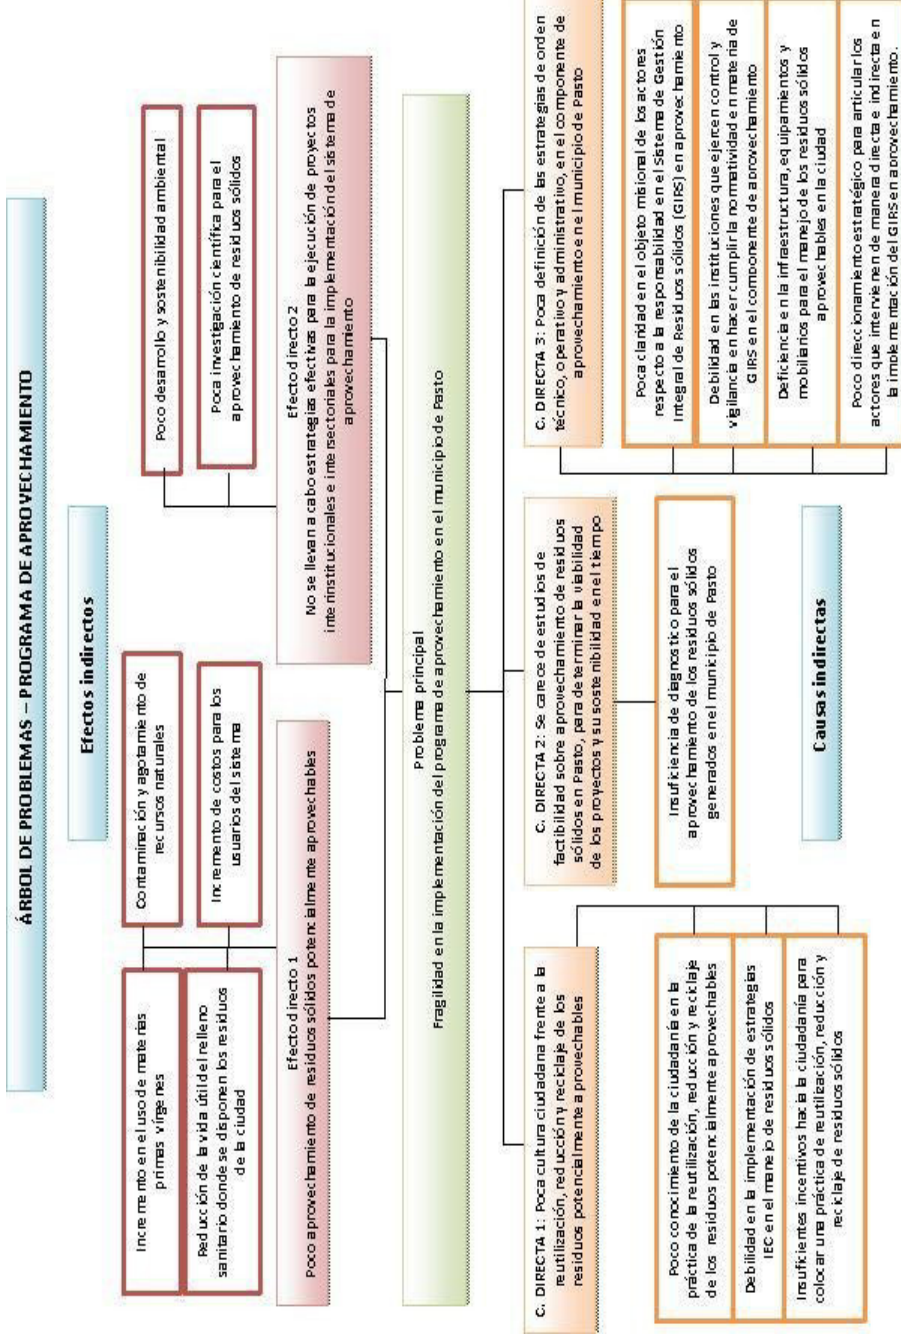 ÁRBOL DE PROBLEMAS – PROGRAMA DE APROVECHAMIENTO
Efectos indirectos
Incremento en el uso de materias
primas vírgenes
Reducción de la vida útil del relleno
sanitario donde se disponen los residuos
de la ciudad
Contaminación y agotamiento de
recursos naturales
Incremento de costos para los
usuarios del sistema
Poco desarrollo y sostenibilidad ambiental
Poca investigación científica para el
aprovechamiento de residuos sólidos
Efecto directo 1
Poco aprovechamiento de residuos sólidos potencialmente aprovechables
Efecto directo 2
No se llevan a cabo estrategias efectivas para la ejecución de proyectos
interinstitucionales e intersectoriales para la implementación del sistema de
aprovechamiento
Problema principal
Fragilidad en la implementación del programa de aprovechamiento en el municipio de Pasto
C. DIRECTA 1: Poca cultura ciudadana frente a la
reutilización, reducción y reciclaje de los
residuos potencialmente aprovechables
Poco conocimiento de la ciudadanía en la
práctica de la reutilización, reducción y reciclaje
de los residuos potencialmente aprovechables
Debilidad en la implementación de estrategias
IEC en el manejo de residuos sólidos
Insuficientes incentivos hacia la ciudadanía para
colocar una práctica de reutilización, reducción y
reciclaje de residuos sólidos
C. DIRECTA 2: Se carece de estudios de
factibilidad sobre aprovechamiento de residuos
sólidos en Pasto, para determinar la viabilidad
de los proyectos y su sostenibilidad en el tiempo
Insuficiencia de diagnostico para el
aprovechamiento de los residuos sólidos
generados en el municipio de Pasto
C. DIRECTA 3: Poca definición de las estrategias de orden
técnico, operativo y administrativo, en el componente de
aprovechamiento en el municipio de Pasto
Poca claridad en el objeto misional de los actores
respecto a la responsabilidad en el Sistema de Gestión
Integral de Residuos sólidos (GIRS) en aprovechamiento
Debilidad en las instituciones que ejercen control y
vigilancia en hacer cumplir la normatividad en materia de
GIRS en el componente de aprovechamiento
Deficiencia en la infraestructura, equipamientos y
mobiliarios para el manejo de los residuos sólidos
aprovechables en la ciudad
Poco direccionamiento estratégico para articular los
actores que intervienen de manera directa e indirecta en
la implementación del GIRS en aprovechamiento.
Causas indirectas